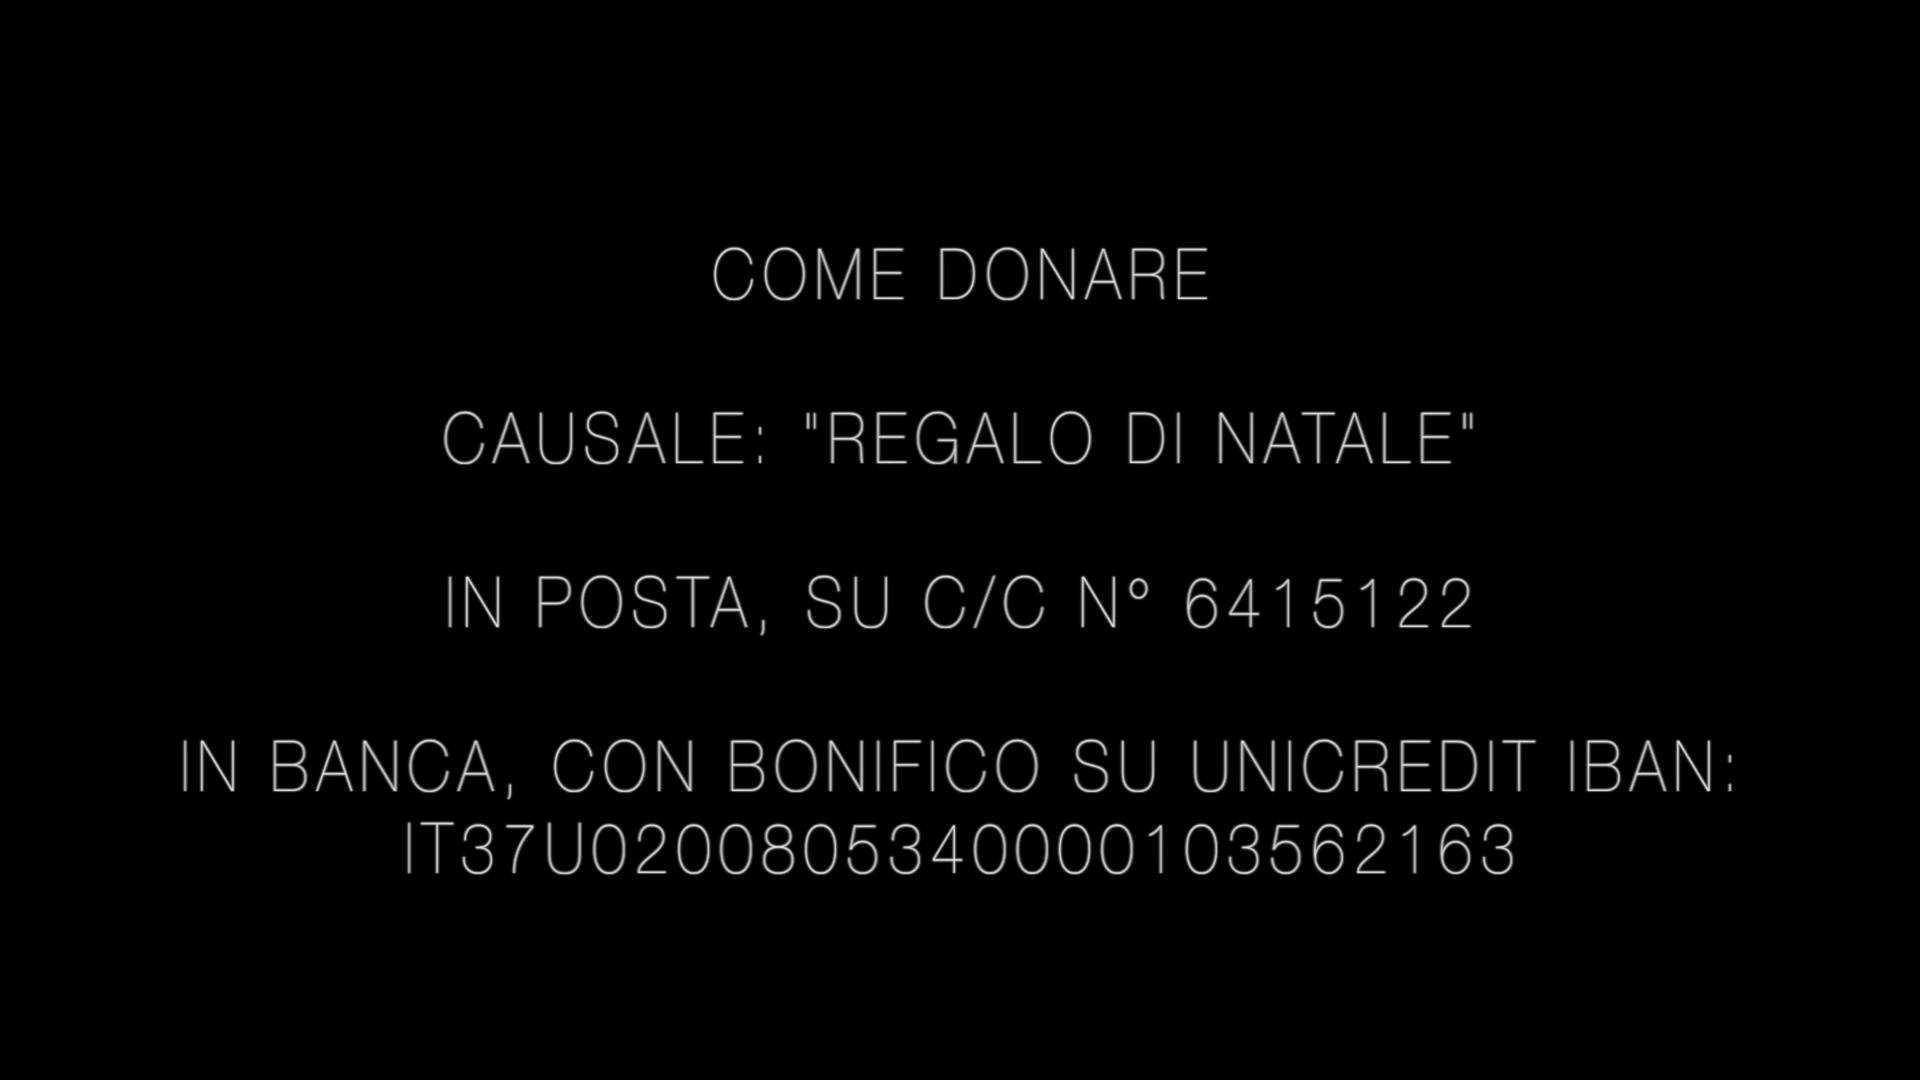 COME DONARE
CAUSALE: "REGALO DI NATALE"
IN POSTA, SU C/C N° 6415122
IN BANCA, CON BONIFICO SU UNICREDIT IBAN:
IT37U0200805340000103562163